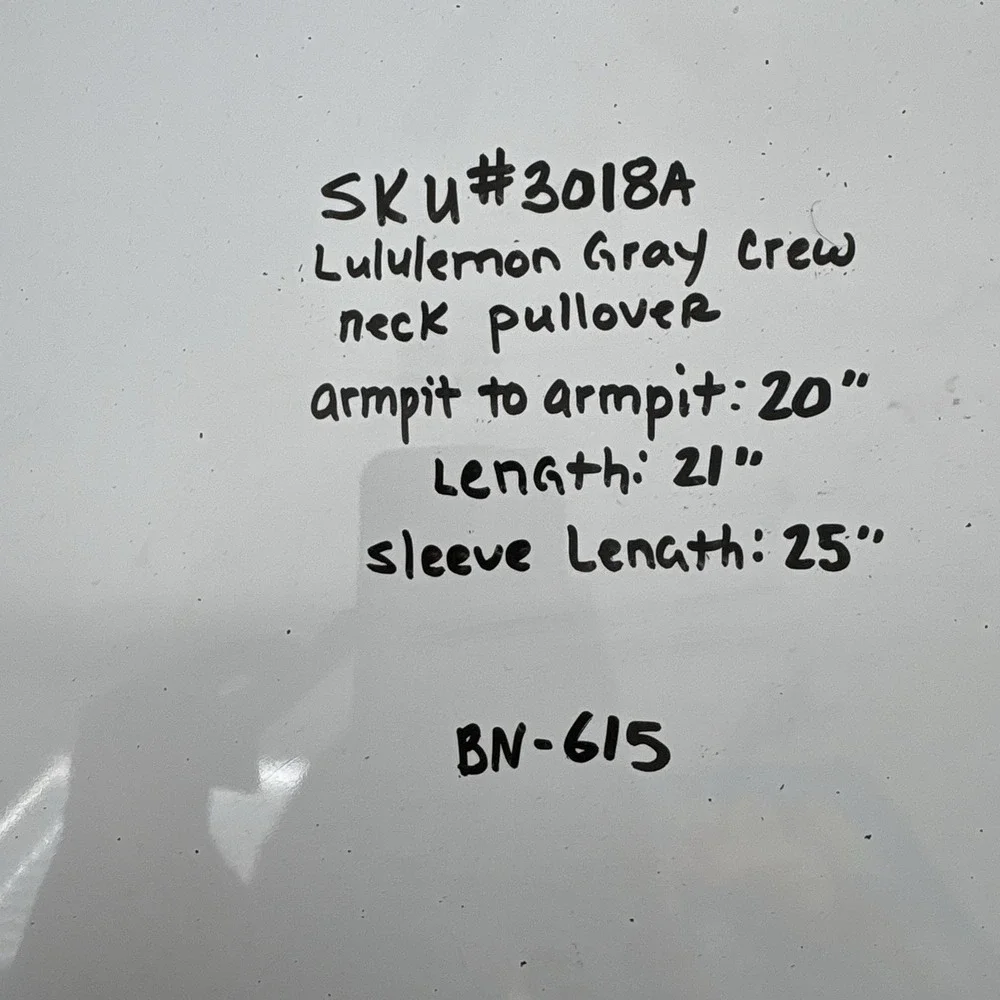 SKU#3018A
Lululemon Gray Crew
neck pullover
armpit to armpit: 20"
Length: 21"
sleeve Length: 25"
BN-615